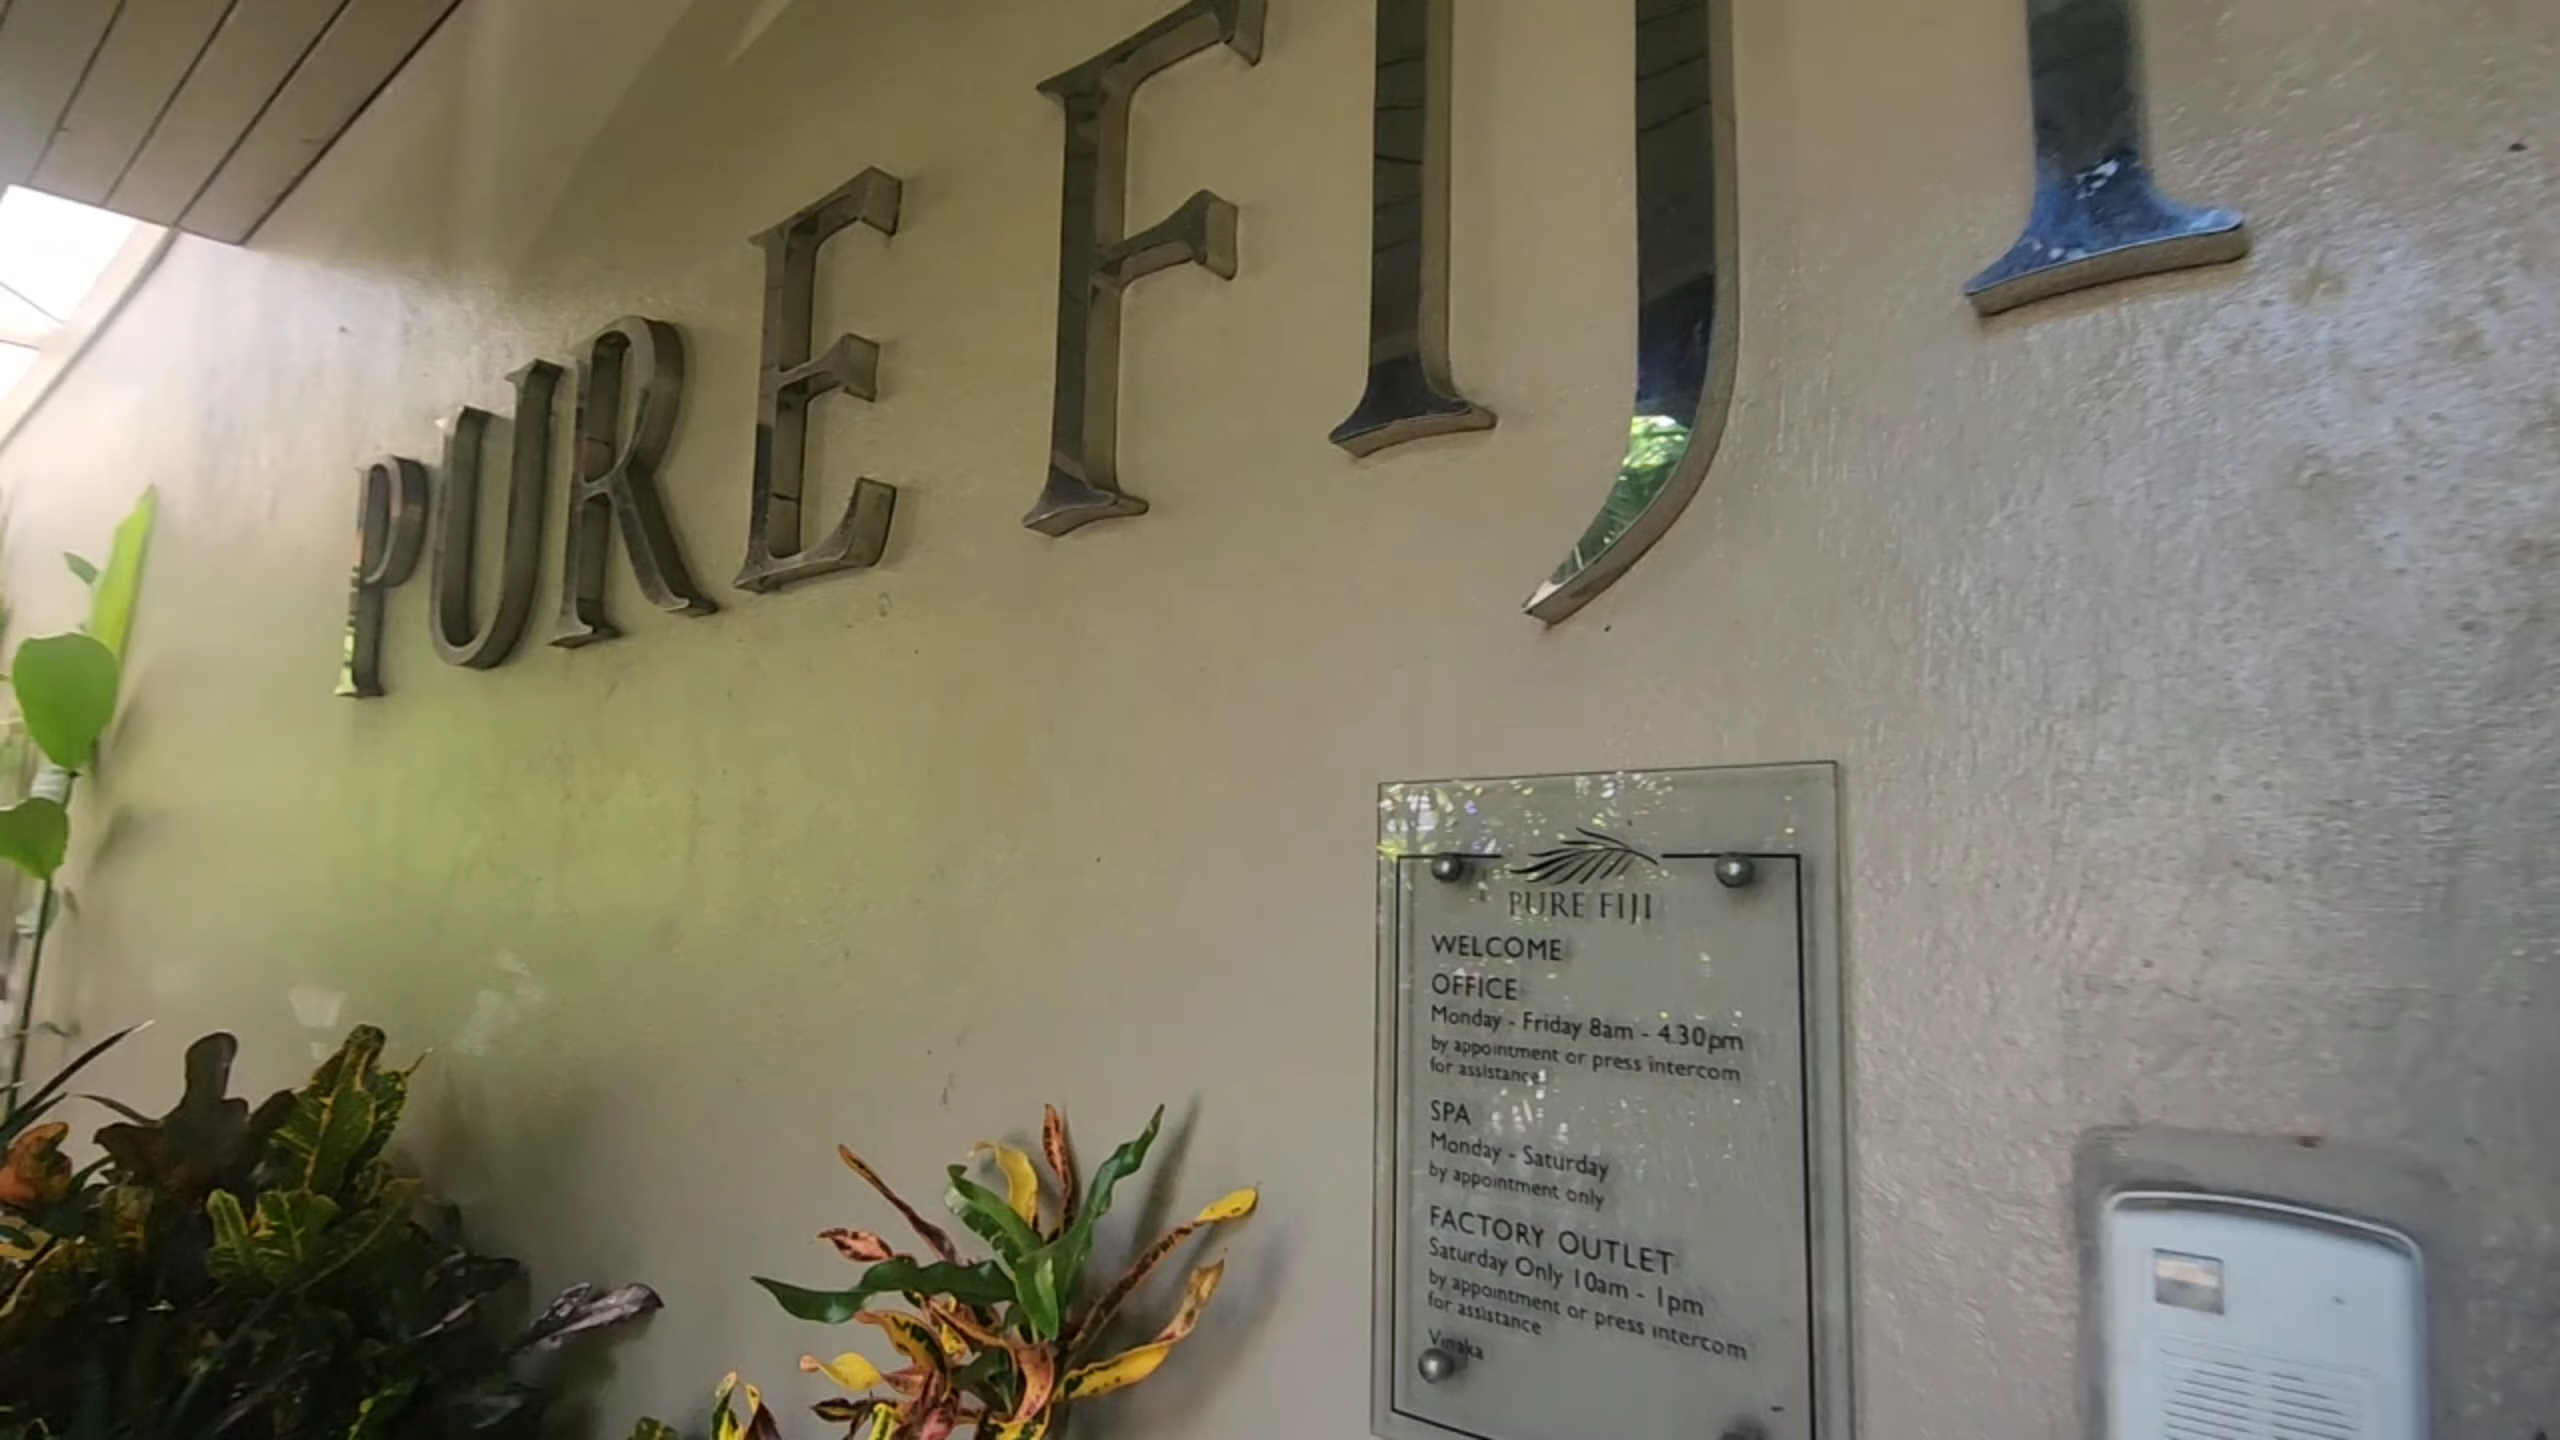 PURE FIJI
PURE FIJI
WELCOME
OFFICE
Monday - Friday 8am - 4.30pm
by appointment or press intercom
for assistance
SPA
Monday - Saturday
by appointment only
FACTORY OUTLET
Saturday Only 10am - 1pm
by appointment or press intercom
for assistance
Vinaka